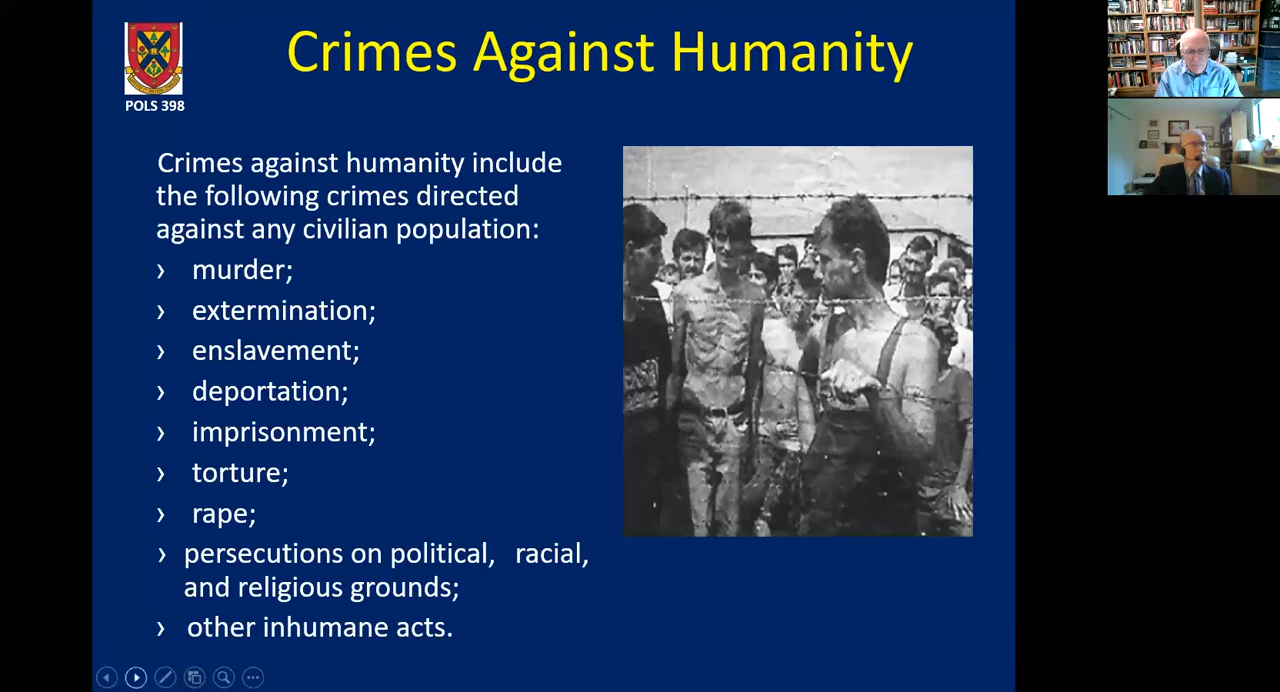 Crimes Against Humanity
POLS 398
Crimes against humanity include
the following crimes directed
against any civilian population:
› murder;
› extermination;
› enslavement;
› deportation;
› imprisonment;
› torture;
› rape;
› persecutions on political, racial,
and religious grounds;
› other inhumane acts.